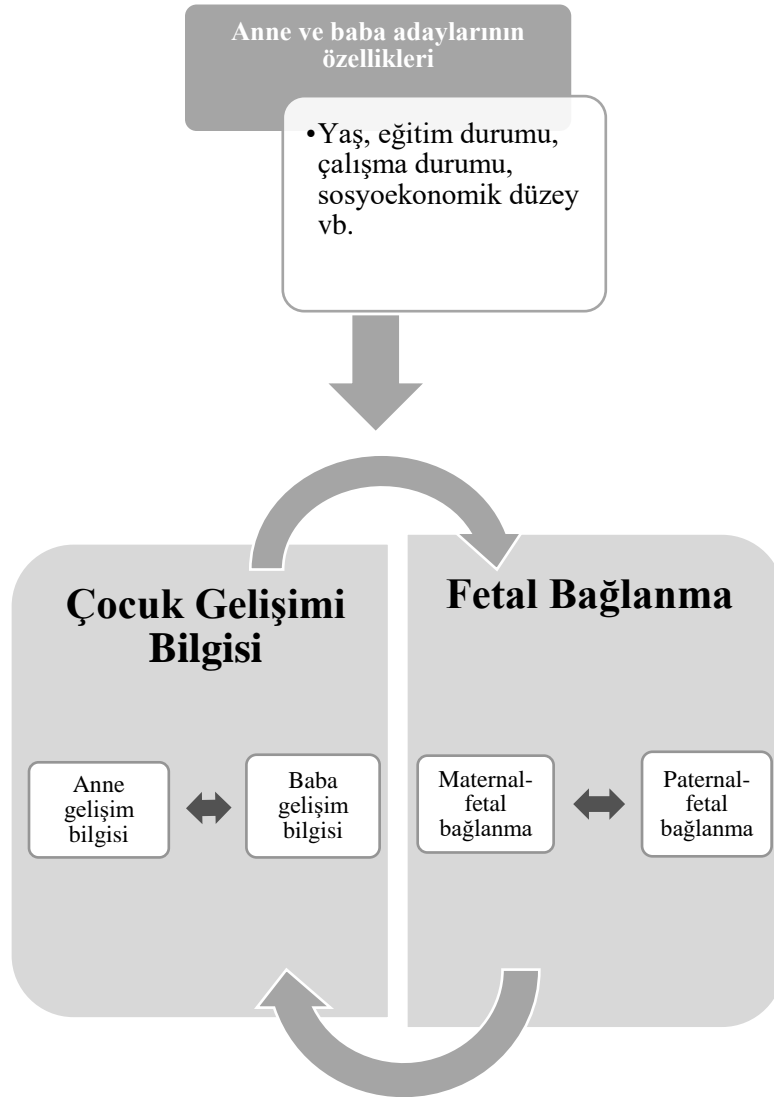 Anne ve baba adaylarının
özellikleri
•Yaş, eğitim durumu,
çalışma durumu,
sosyoekonomik düzey
vb.
Çocuk Gelişimi
Bilgisi
Fetal Bağlanma
Anne
gelişim
bilgisi
Baba
gelişim
bilgisi
Maternal-
fetal
bağlanma
Paternal-
fetal
bağlanma